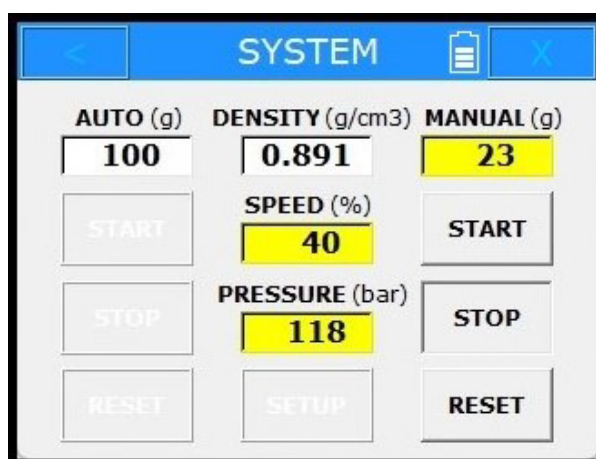 < SYSTEM X
AUTO (g) DENSITY (g/cm3) MANUAL (g)
100 0.891 23
START SPEED (%) START
40
STOP PRESSURE (bar) STOP
118
RESET SETUP RESET